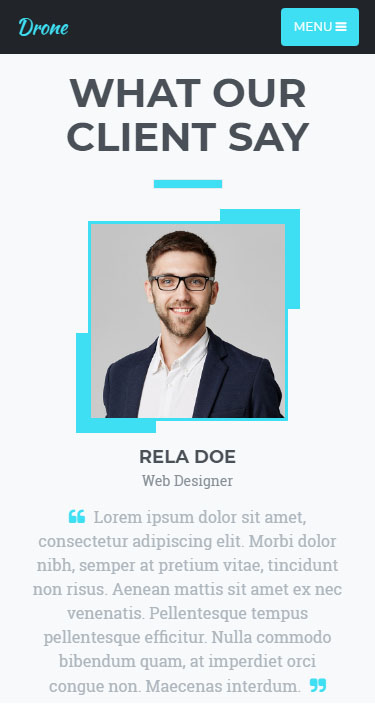 Drone
MENU
WHAT OUR
CLIENT SAY
RELA DOE
Web Designer
“ Lorem ipsum dolor sit amet,
consectetur adipiscing elit. Morbi dolor
nibh, semper at pretium vitae, tincidunt
non risus. Aenean mattis sit amet ex nec
venenatis. Pellentesque tempus
pellentesque efficitur. Nulla commodo
bibendum quam, at imperdiet orci
congue non. Maecenas interdum. ”